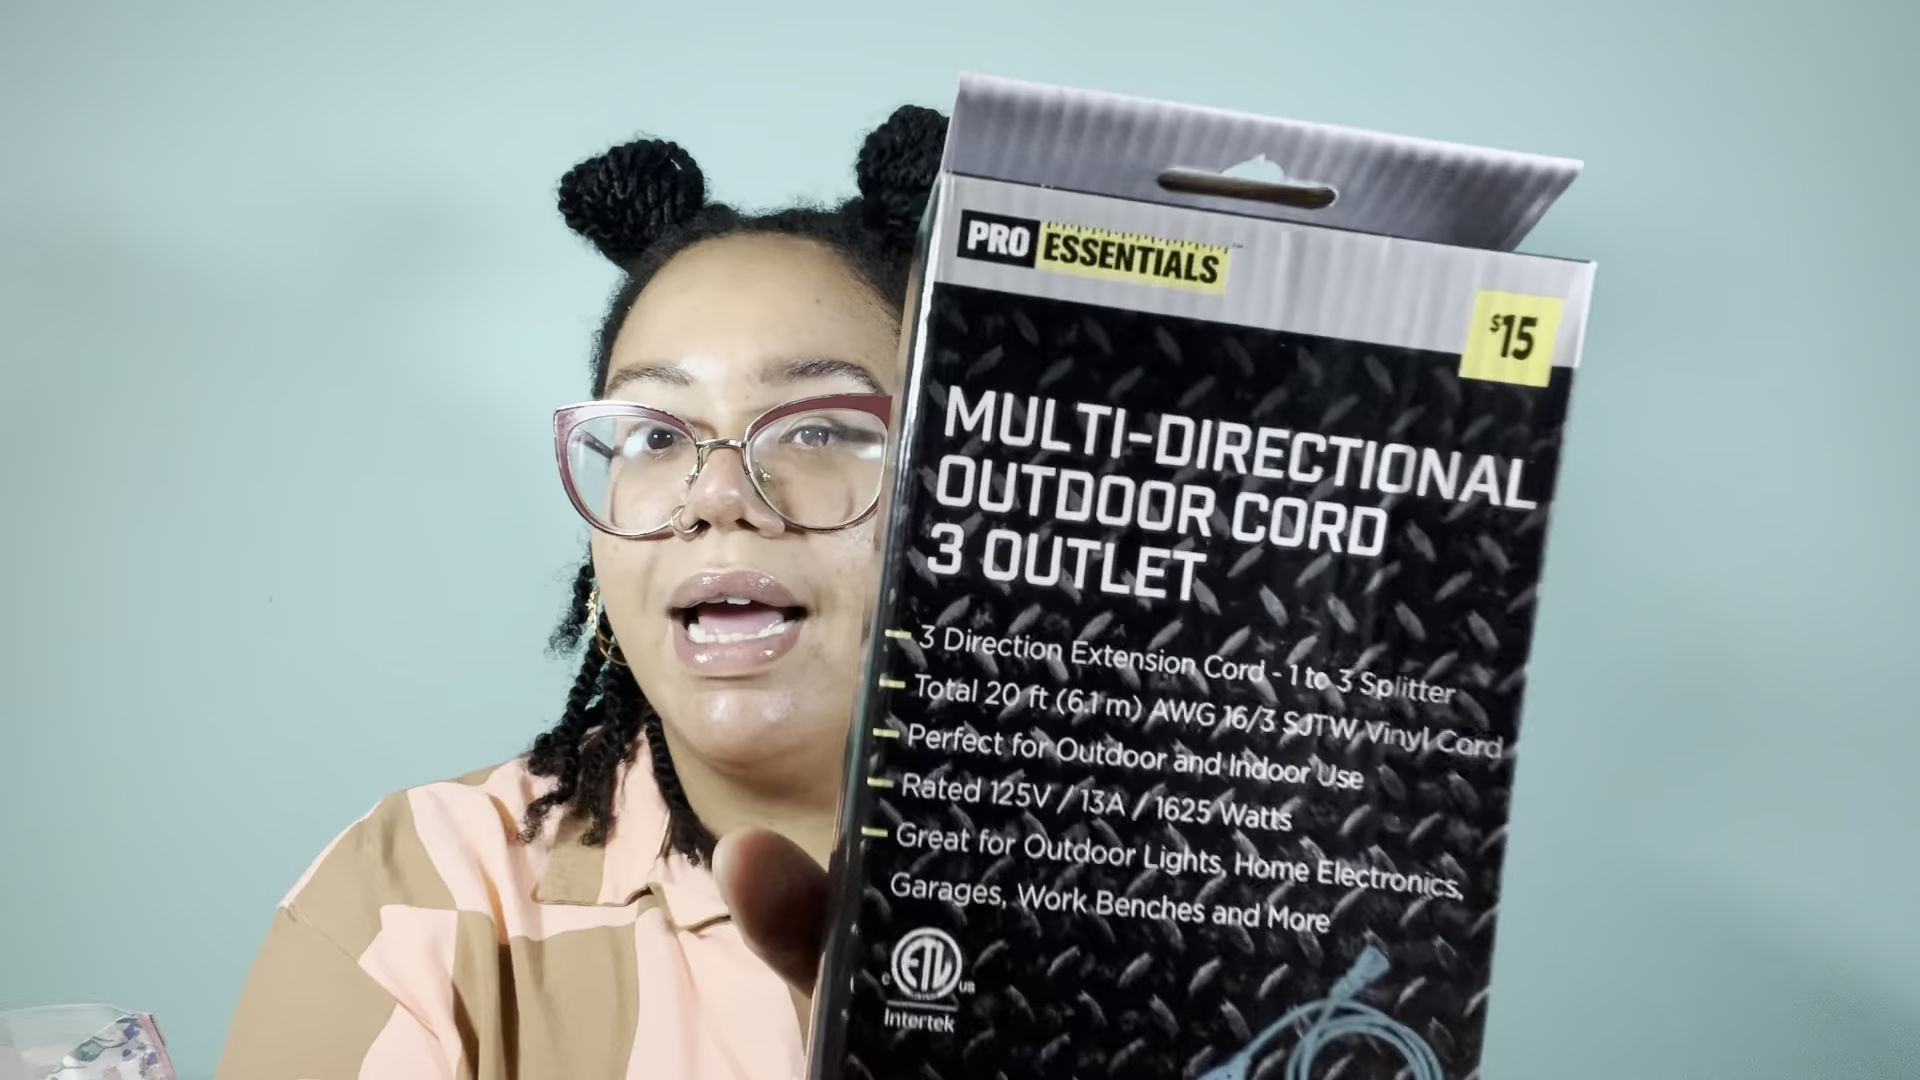 PRO ESSENTIALS™
$15
MULTI-DIRECTIONAL
OUTDOOR CORD
3 OUTLET
3 Direction Extension Cord - 1 to 3 Splitter
Total 20 ft (6.1 m) AWG 16/3 SJTW Vinyl Cord
Perfect for Outdoor and Indoor Use
Rated 125V / 13A / 1625 Watts
Great for Outdoor Lights, Home Electronics,
Garages, Work Benches and More
C ETL US
Intertek